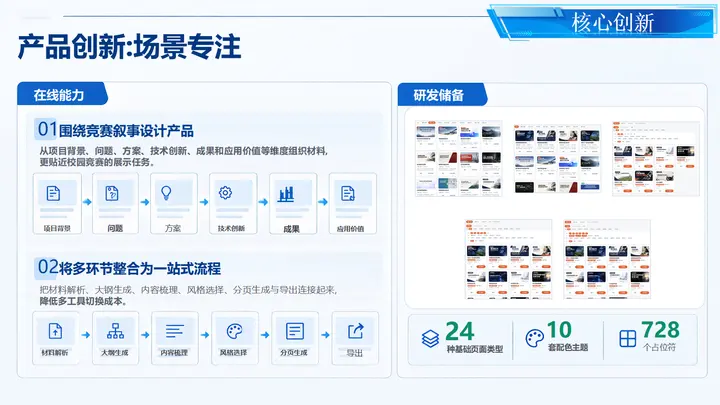 核心创新
产品创新:场景专注
在线能力
01围绕竞赛叙事设计产品
从项目背景、问题、方案、技术创新、成果和应用价值等维度组织材料,
更贴近校园竞赛的展示任务。
项目背景
问题
方案
技术创新
成果
应用价值
02将多环节整合为一站式流程
把材料解析、大纲生成、内容梳理、风格选择、分页生成与导出连接起来,
降低多工具切换成本。
材料解析
大纲生成
内容梳理
风格选择
分页生成
导出
研发储备
24
种基础页面类型
10
套配色主题
728
个占位符